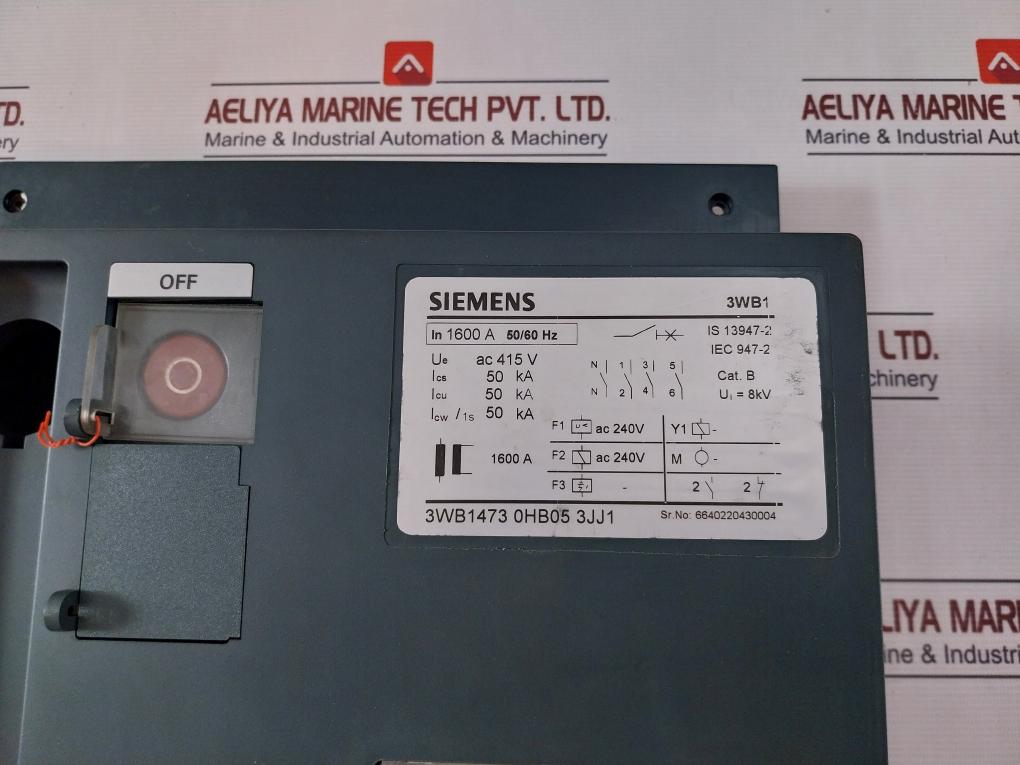 AELIYA MARINE TECH PVT. LTD.
Marine & Industrial Automation & Machinery
AELIYA MARINE
Marine & Industrial
TD.
ry
LTD.
chinery
LIYA MAR
ine & Industri
OFF
SIEMENS 3WB1
In 1600 A 50/60 Hz
IS 13947-2
IEC 947-2
Cat. B
Ui = 8kV
Ue ac 415 V
Ics 50 kA
Icu 50 kA
Icw /1s 50 kA
N 1 3 5
N 2 4 6
1600 A
F1 U< ac 240V Y1 -
F2 ac 240V M -
F3 - 2 2
3WB1473 0HB05 3JJ1 Sr.No: 6640220430004